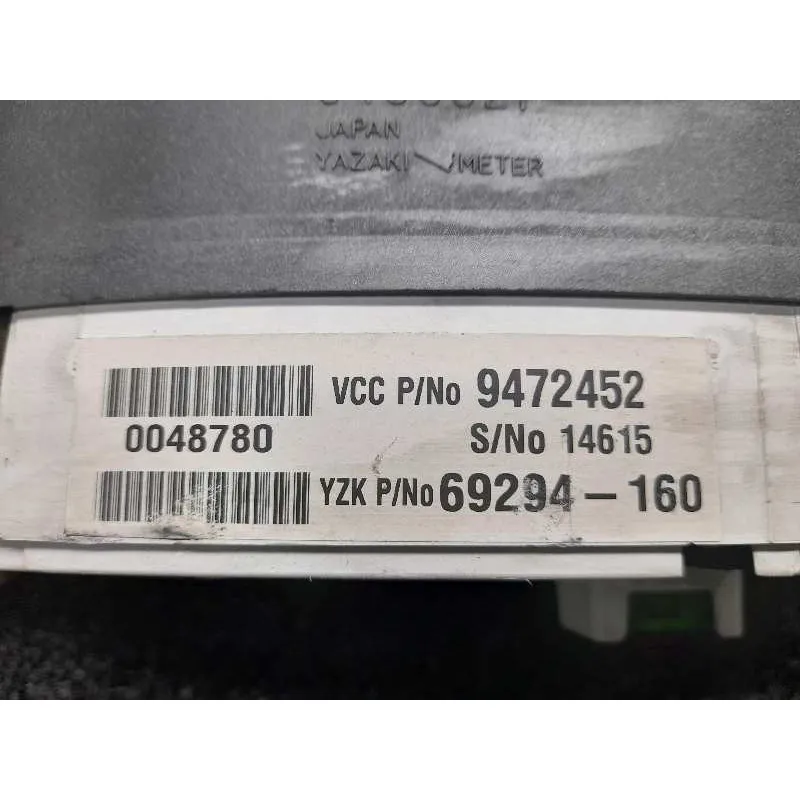 JAPAN
YAZAKI METER
VCC P/No 9472452
0048780 S/No 14615
YZK P/No 69294-160